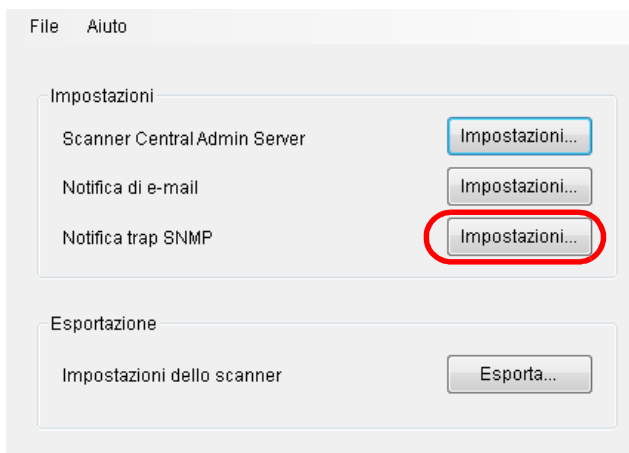 File Aiuto
Impostazioni
Scanner Central Admin Server Impostazioni...
Notifica di e-mail Impostazioni...
Notifica trap SNMP Impostazioni...
Esportazione
Impostazioni dello scanner Esporta...